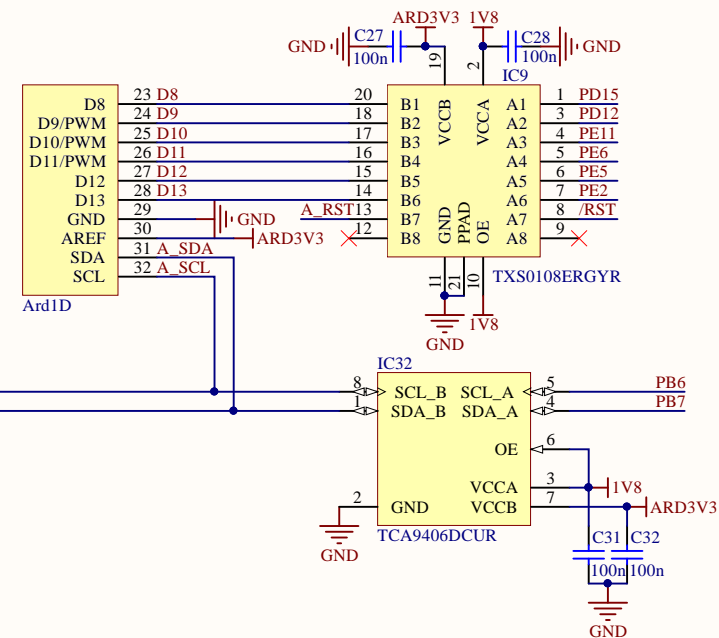 ARD3V3 1V8
GND C27 100n C28 100n GND
19 2 IC9
D8 23 D8 20 B1 A1 1 PD15
D9/PWM 24 D9 18 B2 A2 3 PD12
D10/PWM 25 D10 17 B3 A3 4 PE11
D11/PWM 26 D11 16 B4 A4 5 PE6
D12 27 D12 15 B5 A5 6 PE5
D13 28 D13 14 B6 A6 7 PE2
GND 29 GND A_RST 13 B7 A7 8 /RST
AREF 30 ARD3V3 12 B8 A8 9
VCCB VCCA
GND PPAD OE
SDA 31 A_SDA
SCL 32 A_SCL
11 21 10 TXS0108ERGYR
Ard1D
GND 1V8
IC32
8 SCL_B SCL_A 5 PB6
1 SDA_B SDA_A 4 PB7
OE 6
VCCA 3 1V8
2 GND VCCB 7 ARD3V3
GND TCA9406DCUR
C31 C32
100n 100n
GND